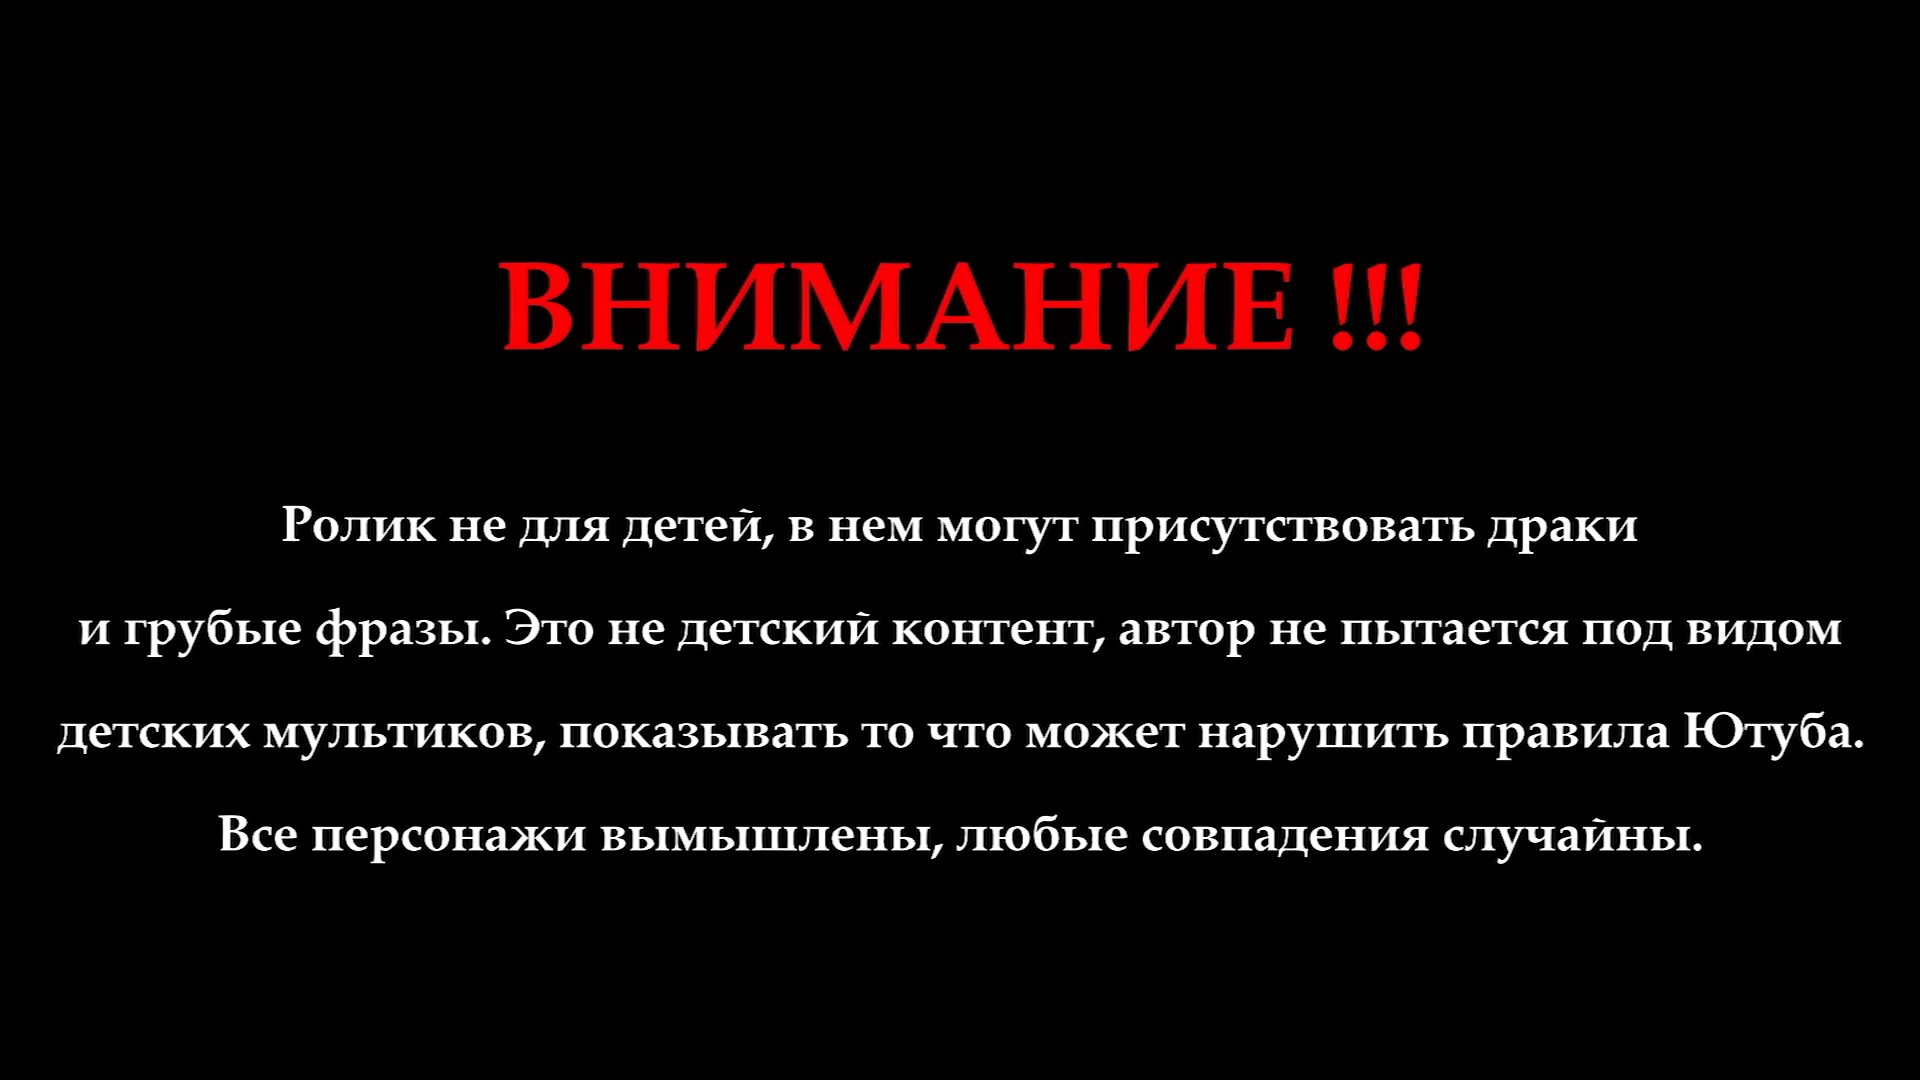 ВНИМАНИЕ !!!
Ролик не для детей, в нем могут присутствовать драки
и грубые фразы. Это не детский контент, автор не пытается под видом
детских мультиков, показывать то что может нарушить правила Ютуба.
Все персонажи вымышлены, любые совпадения случайны.